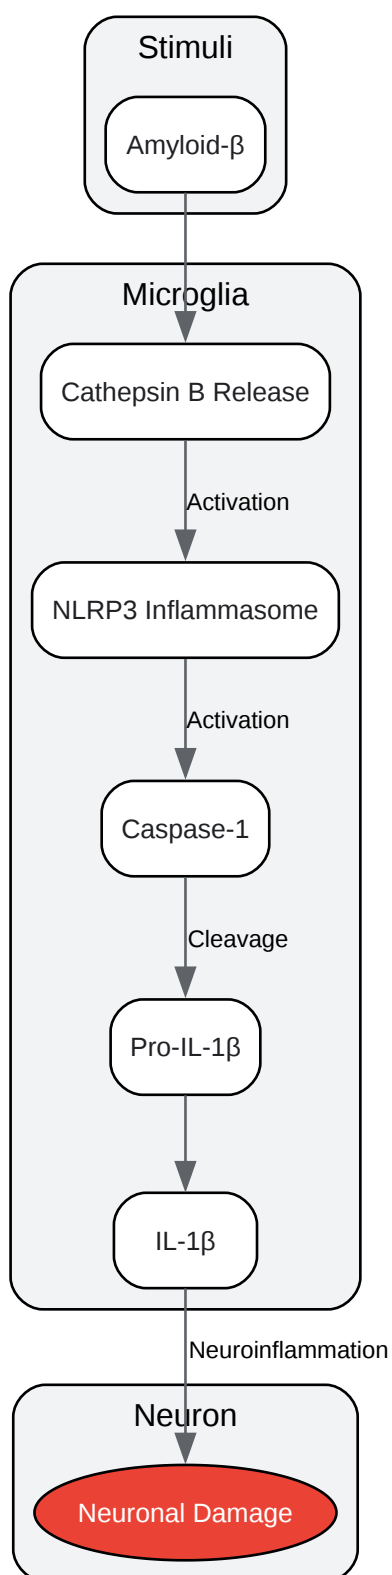 Stimuli
Amyloid-β
Microglia
Cathepsin B Release
Activation
NLRP3 Inflammasome
Activation
Caspase-1
Cleavage
Pro-IL-1β
IL-1β
Neuroinflammation
Neuron
Neuronal Damage